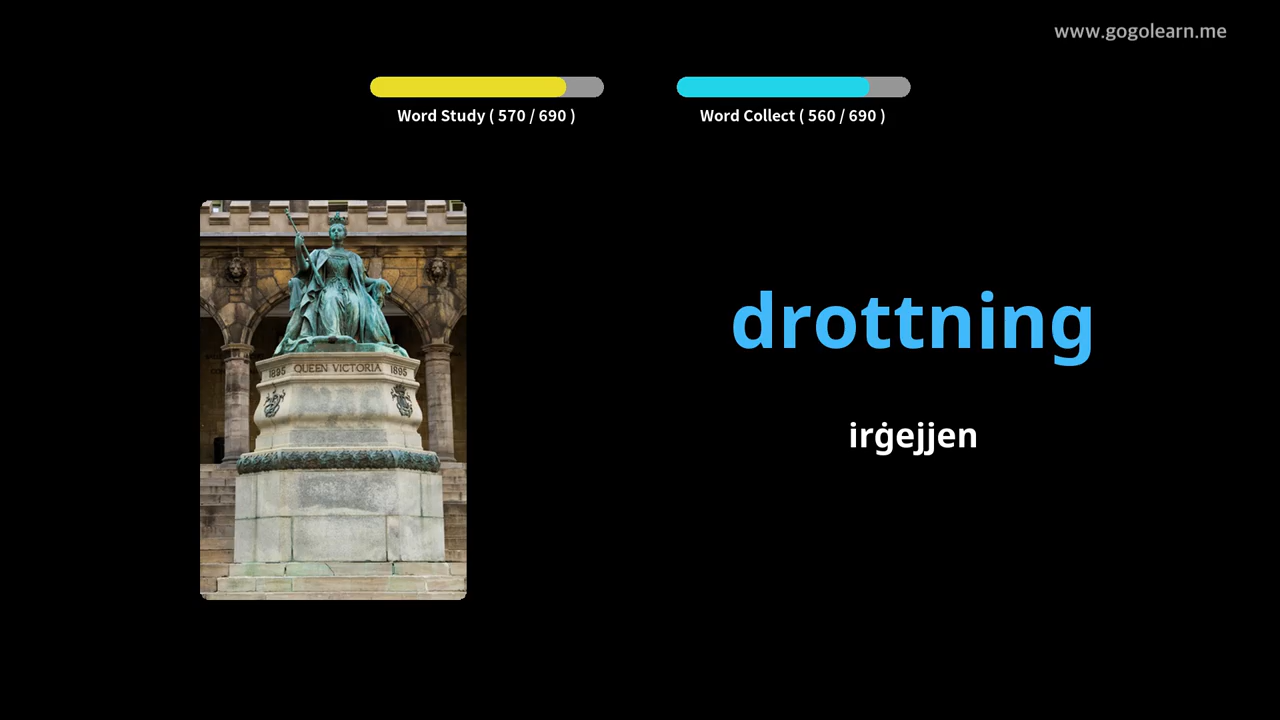 www.gogolearn.me
Word Study ( 570 / 690 )
Word Collect ( 560 / 690 )
1895 QUEEN VICTORIA 1895
drottning
irġejjen